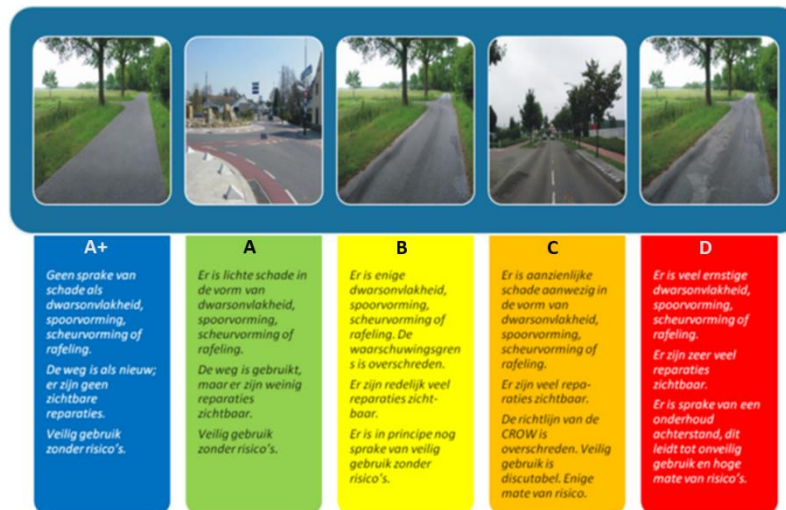 A+
Geen sprake van
schade als
dwarsonvlakheid,
spoorvorming,
scheurvorming of
rafeling.
De weg is als nieuw;
er zijn geen
zichtbare
reparaties.
Veilig gebruik
zonder risico's.
A
Er is lichte schade in
de vorm van
dwarsonvlakheid,
spoorvorming,
scheurvorming of
rafeling.
De weg is gebruikt,
maar er zijn weinig
reparaties
zichtbaar.
Veilig gebruik
zonder risico's.
B
Er is enige
dwarsonvlakheid,
spoorvorming,
scheurvorming of
rafeling. De
waarschuwingsgren
s is overschreden.
Er zijn redelijk veel
reparaties zicht-
baar.
Er is in principe nog
sprake van veilig
gebruik zonder
risico's.
C
Er is aanzienlijke
schade aanwezig in
de vorm van
dwarsonvlakheid,
spoorvorming,
scheurvorming of
rafeling.
Er zijn veel repa-
raties zichtbaar.
De richtlijn van de
CROW is
overschreden. Veilig
gebruik is
discutabel. Enige
mate van risico.
D
Er is veel ernstige
dwarsonvlakheid,
spoorvorming,
scheurvorming of
rafeling.
Er zijn zeer veel
reparaties
zichtbaar.
Er is sprake van een
onderhoud
achterstand, dit
leidt tot onveilig
gebruik en hoge
mate van risico's.